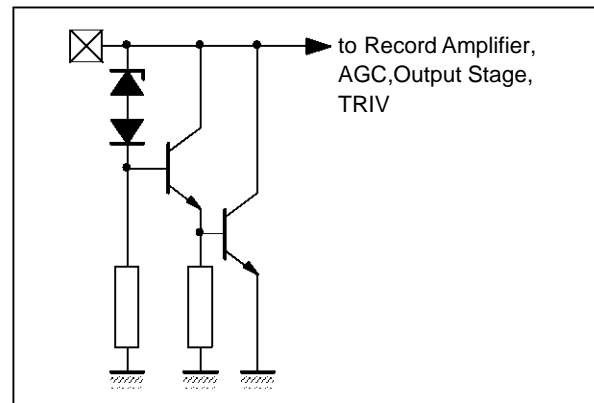 to Record Amplifier,
AGC,Output Stage,
TRIV